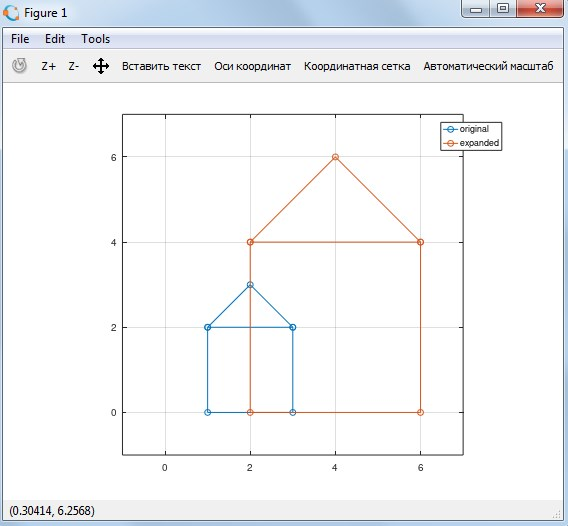 Figure 1
File Edit Tools
Z+ Z- Вставить текст Оси координат Координатная сетка Автоматический масштаб
original
expanded
6
4
2
0
0 2 4 6
(0.30414, 6.2568)